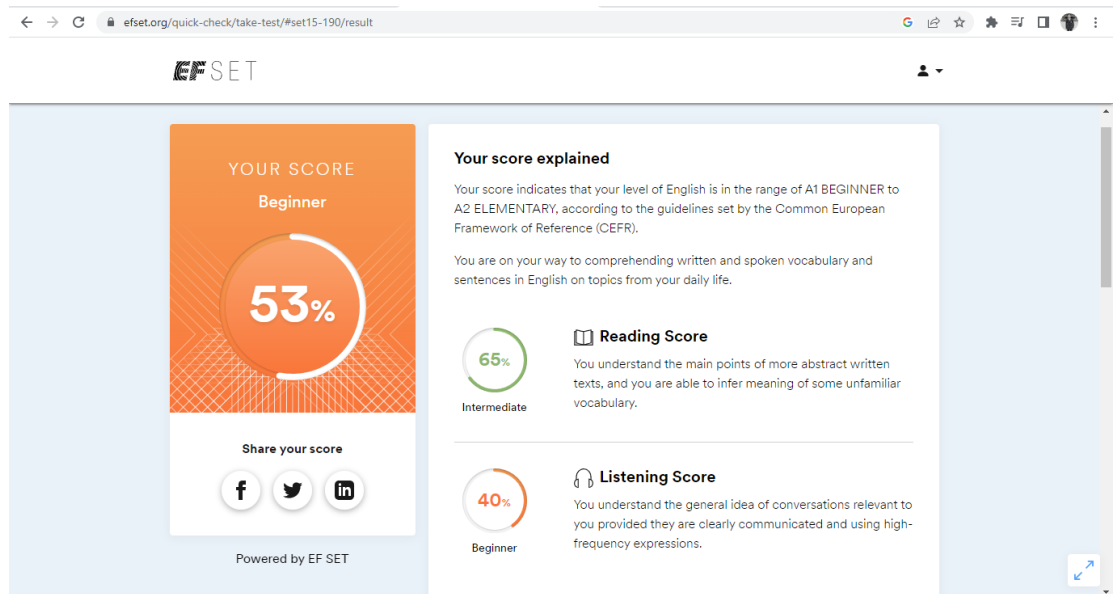 efset.org/quick-check/take-test/#set15-190/result
EF SET
YOUR SCORE
Beginner
53%
Share your score
Powered by EF SET
Your score explained
Your score indicates that your level of English is in the range of A1 BEGINNER to
A2 ELEMENTARY, according to the guidelines set by the Common European
Framework of Reference (CEFR).
You are on your way to comprehending written and spoken vocabulary and
sentences in English on topics from your daily life.
65%
Intermediate
Reading Score
You understand the main points of more abstract written
texts, and you are able to infer meaning of some unfamiliar
vocabulary.
40%
Beginner
Listening Score
You understand the general idea of conversations relevant to
you provided they are clearly communicated and using high-
frequency expressions.